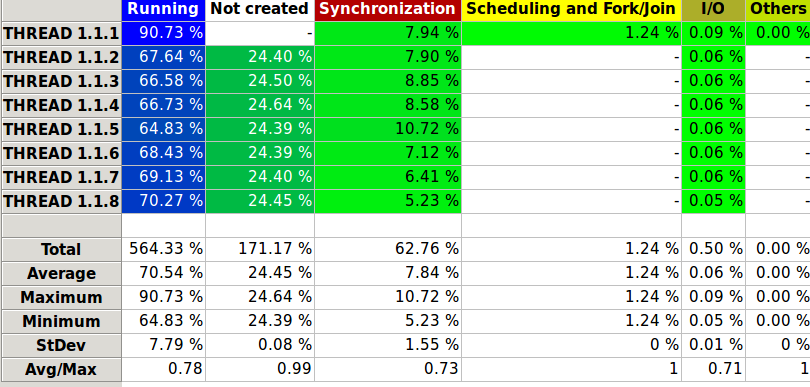 Running Not created Synchronization Scheduling and Fork/Join I/O Others
THREAD 1.1.1 90.73 % - 7.94 % 1.24 % 0.09 % 0.00 %
THREAD 1.1.2 67.64 % 24.40 % 7.90 % - 0.06 % -
THREAD 1.1.3 66.58 % 24.50 % 8.85 % - 0.06 % -
THREAD 1.1.4 66.73 % 24.64 % 8.58 % - 0.06 % -
THREAD 1.1.5 64.83 % 24.39 % 10.72 % - 0.06 % -
THREAD 1.1.6 68.43 % 24.39 % 7.12 % - 0.06 % -
THREAD 1.1.7 69.13 % 24.40 % 6.41 % - 0.06 % -
THREAD 1.1.8 70.27 % 24.45 % 5.23 % - 0.05 % -
Total 564.33 % 171.17 % 62.76 % 1.24 % 0.50 % 0.00 %
Average 70.54 % 24.45 % 7.84 % 1.24 % 0.06 % 0.00 %
Maximum 90.73 % 24.64 % 10.72 % 1.24 % 0.09 % 0.00 %
Minimum 64.83 % 24.39 % 5.23 % 1.24 % 0.05 % 0.00 %
StDev 7.79 % 0.08 % 1.55 % 0 % 0.01 % 0 %
Avg/Max 0.78 0.99 0.73 1 0.71 1